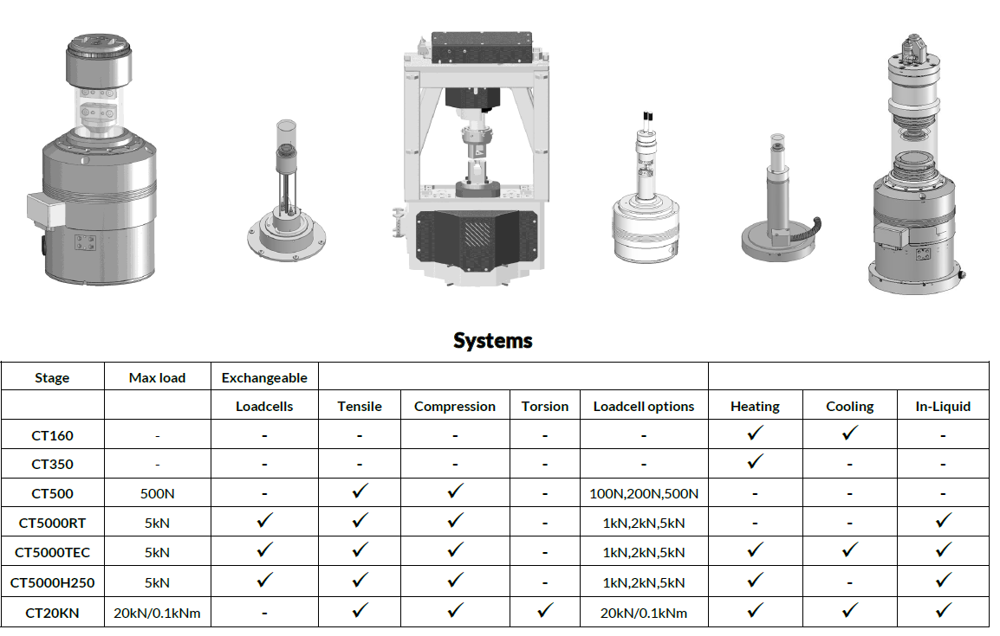 Systems
Stage Max load Exchangeable
Loadcells Tensile Compression Torsion Loadcell options Heating Cooling In-Liquid
CT160 - - - - - - ✓ ✓ -
CT350 - - - - - - ✓ - -
CT500 500N - ✓ ✓ - 100N,200N,500N - - -
CT5000RT 5kN ✓ ✓ ✓ - 1kN,2kN,5kN - - ✓
CT5000TEC 5kN ✓ ✓ ✓ - 1kN,2kN,5kN ✓ ✓ ✓
CT5000H250 5kN ✓ ✓ ✓ - 1kN,2kN,5kN ✓ - ✓
CT20KN 20kN/0.1kNm - ✓ ✓ ✓ 20kN/0.1kNm ✓ ✓ ✓